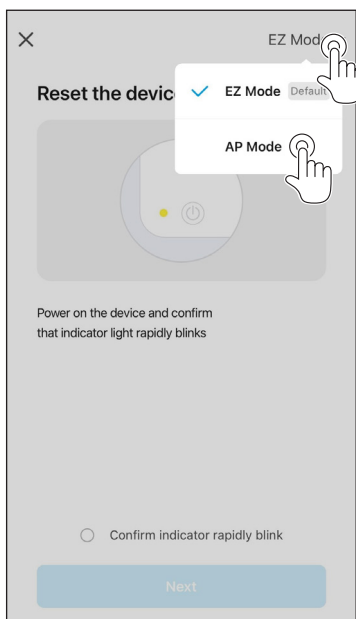 EZ Mod
Reset the devic
EZ Mode Default
AP Mode
Power on the device and confirm
that indicator light rapidly blinks
Confirm indicator rapidly blink
Next